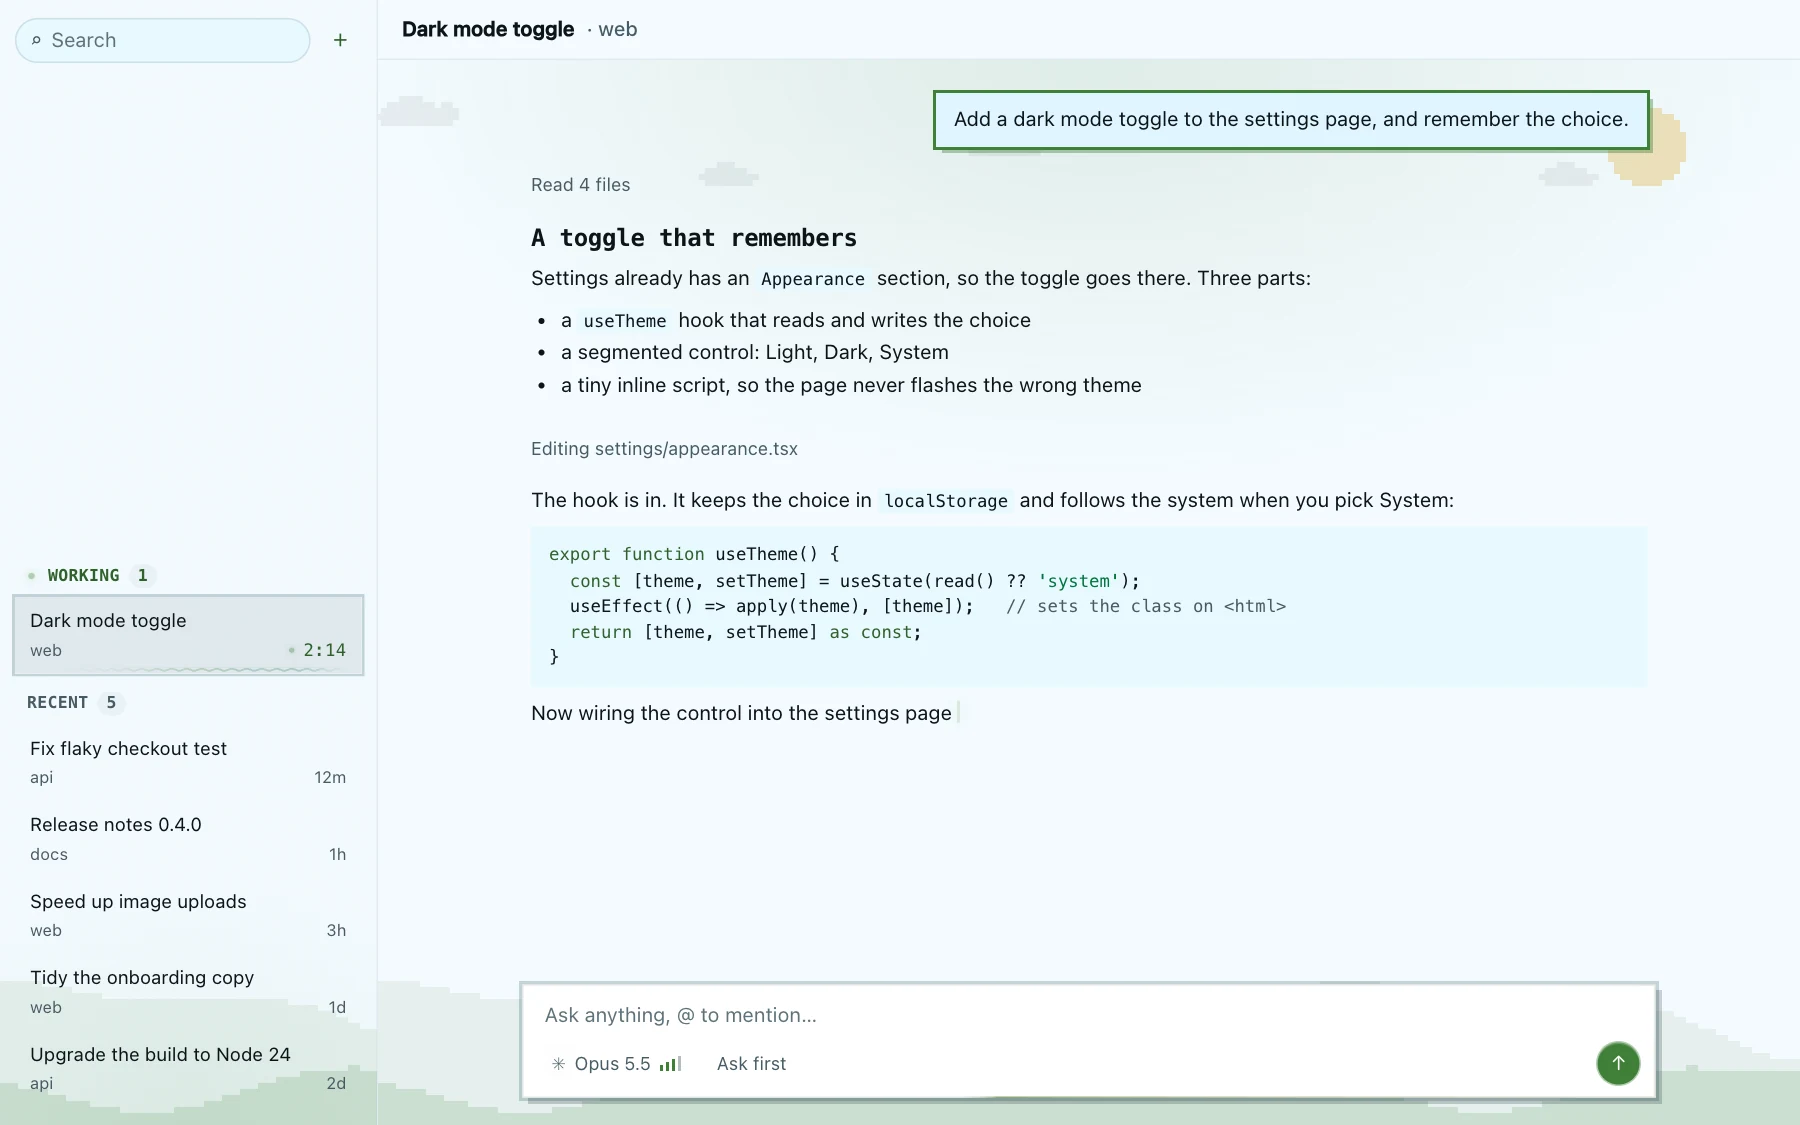 Search
+
WORKING 1
Dark mode toggle
web
2:14
RECENT 5
Fix flaky checkout test
api
12m
Release notes 0.4.0
docs
1h
Speed up image uploads
web
3h
Tidy the onboarding copy
web
1d
Upgrade the build to Node 24
api
2d
Dark mode toggle · web
Add a dark mode toggle to the settings page, and remember the choice.
Read 4 files
A toggle that remembers
Settings already has an Appearance section, so the toggle goes there. Three parts:
• a useTheme hook that reads and writes the choice
• a segmented control: Light, Dark, System
• a tiny inline script, so the page never flashes the wrong theme
Editing settings/appearance.tsx
The hook is in. It keeps the choice in localStorage and follows the system when you pick System:
export function useTheme() {
  const [theme, setTheme] = useState(read() ?? 'system');
  useEffect(() => apply(theme), [theme]);   // sets the class on <html>
  return [theme, setTheme] as const;
}
Now wiring the control into the settings page
Ask anything, @ to mention...
Opus 5.5
Ask first